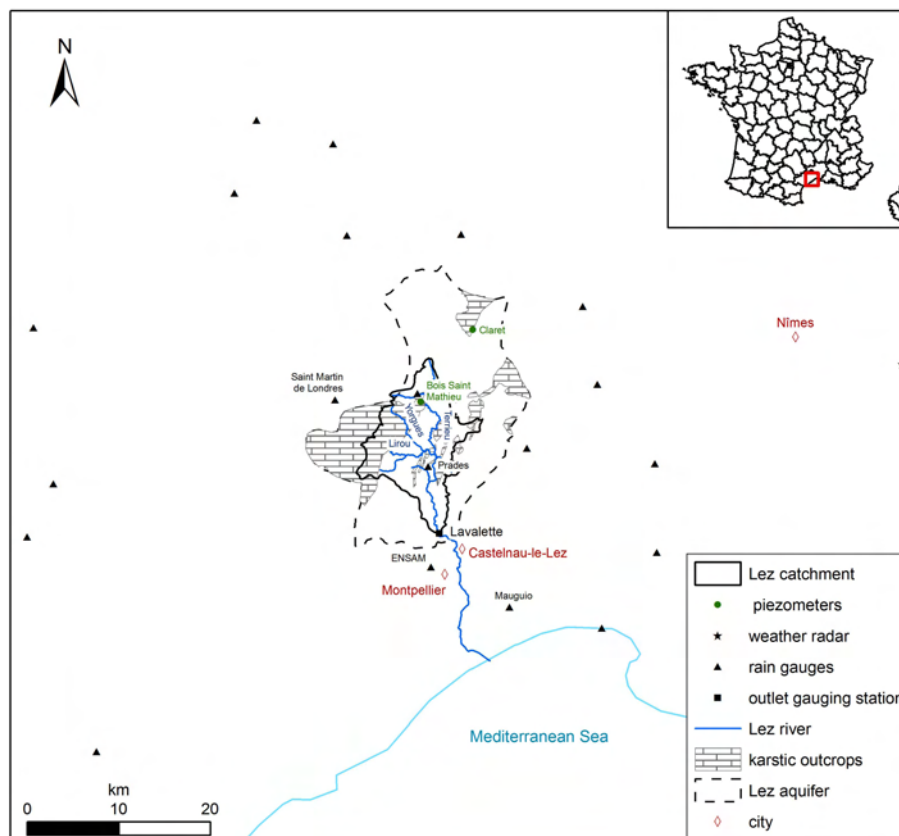 N
Nîmes
Claret
Saint Martin
de Londres
Bois Saint
Mathieu
Yorgues
Terrieu
Lirou
Prades
Lavalette
Castelnau-le-Lez
ENSAM
Montpellier
Mauguio
Mediterranean Sea
km
0 10 20
Lez catchment
piezometers
weather radar
rain gauges
outlet gauging station
Lez river
karstic outcrops
Lez aquifer
city